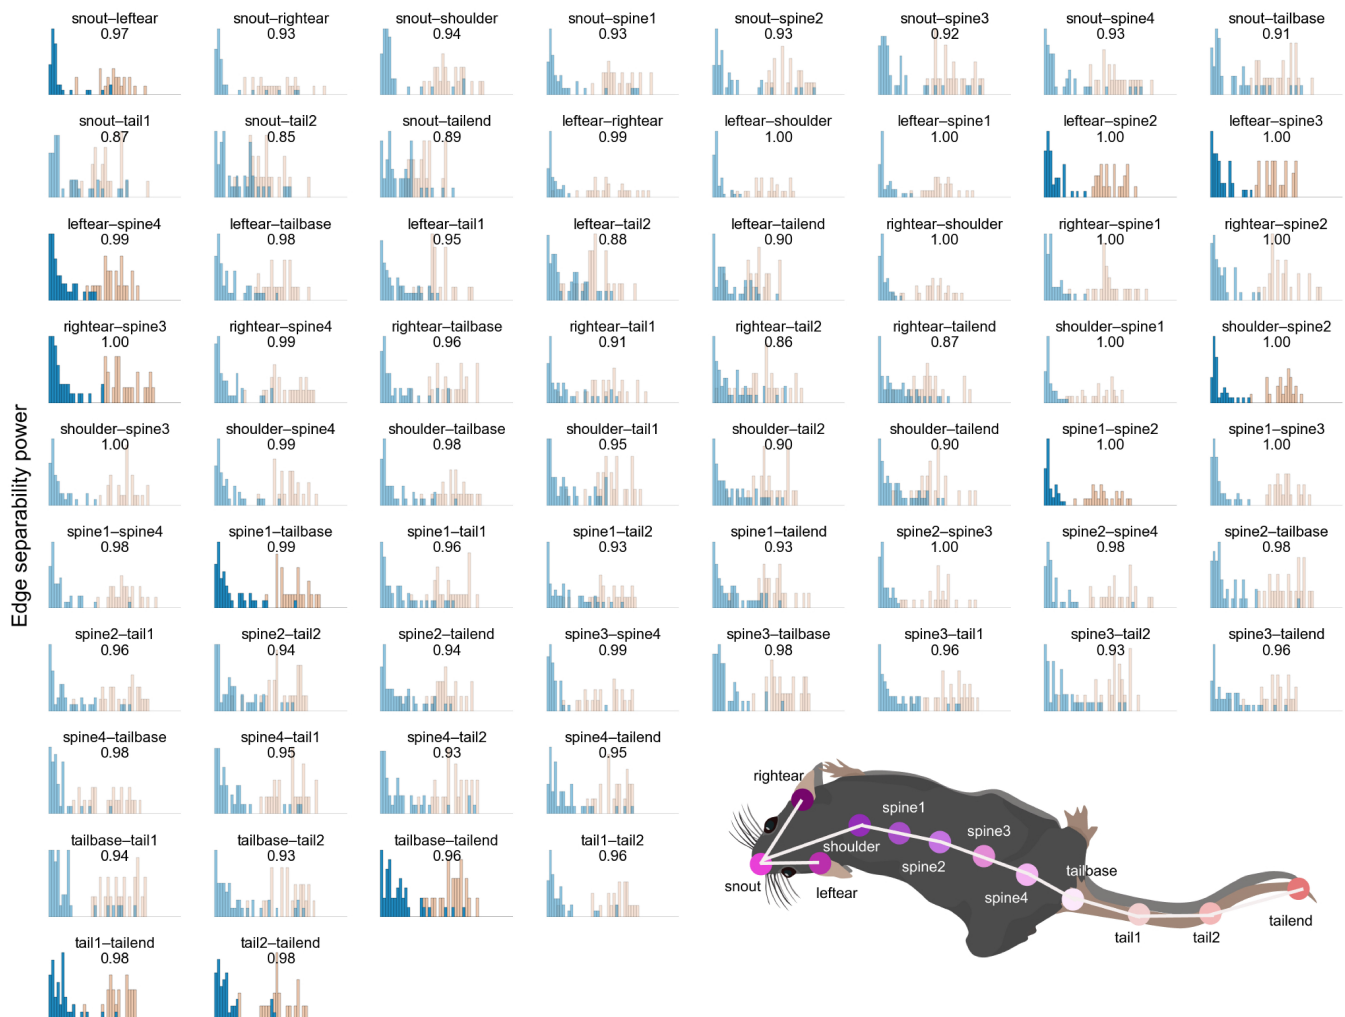 snout–leftear
0.97
snout–rightear
0.93
snout–shoulder
0.94
snout–spine1
0.93
snout–spine2
0.93
snout–spine3
0.92
snout–spine4
0.93
snout–tailbase
0.91
snout–tail1
0.87
snout–tail2
0.85
snout–tailend
0.89
leftear–rightear
0.99
leftear–shoulder
1.00
leftear–spine1
1.00
leftear–spine2
1.00
leftear–spine3
1.00
leftear–spine4
0.99
leftear–tailbase
0.98
leftear–tail1
0.95
leftear–tail2
0.88
leftear–tailend
0.90
rightear–shoulder
1.00
rightear–spine1
1.00
rightear–spine2
1.00
rightear–spine3
1.00
rightear–spine4
0.99
rightear–tailbase
0.96
rightear–tail1
0.91
rightear–tail2
0.86
rightear–tailend
0.87
shoulder–spine1
1.00
shoulder–spine2
1.00
Edge separability power
shoulder–spine3
1.00
shoulder–spine4
0.99
shoulder–tailbase
0.98
shoulder–tail1
0.95
shoulder–tail2
0.90
shoulder–tailend
0.90
spine1–spine2
1.00
spine1–spine3
1.00
spine1–spine4
0.98
spine1–tailbase
0.99
spine1–tail1
0.96
spine1–tail2
0.93
spine1–tailend
0.93
spine2–spine3
1.00
spine2–spine4
0.98
spine2–tailbase
0.98
spine2–tail1
0.96
spine2–tail2
0.94
spine2–tailend
0.94
spine3–spine4
0.99
spine3–tailbase
0.98
spine3–tail1
0.96
spine3–tail2
0.93
spine3–tailend
0.96
spine4–tailbase
0.98
spine4–tail1
0.95
spine4–tail2
0.93
spine4–tailend
0.95
tailbase–tail1
0.94
tailbase–tail2
0.93
tailbase–tailend
0.96
tail1–tail2
0.96
tail1–tailend
0.98
tail2–tailend
0.98
rightear
spine1
shoulder
spine3
spine2
snout
leftear
spine4
tailbase
tail1
tail2
tailend